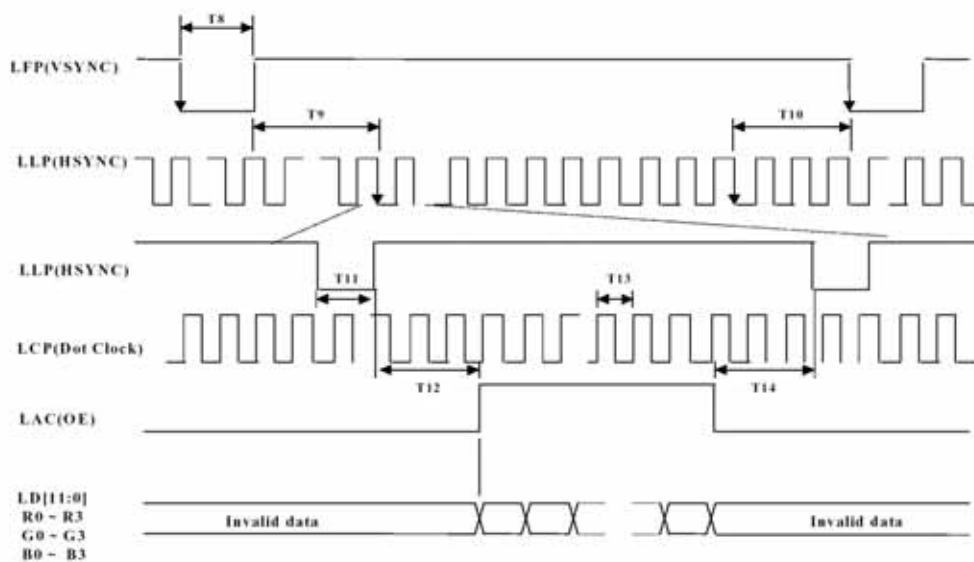 T8
LFP(VSYNC)
T9
T10
LLP(HSYNC)
LLP(HSYNC)
T11
T13
LCP(Dot Clock)
T12
T14
LAC(OE)
LD[11:0]
R0 ~ R3
Invalid data
Invalid data
G0 ~ G3
B0 ~ B3